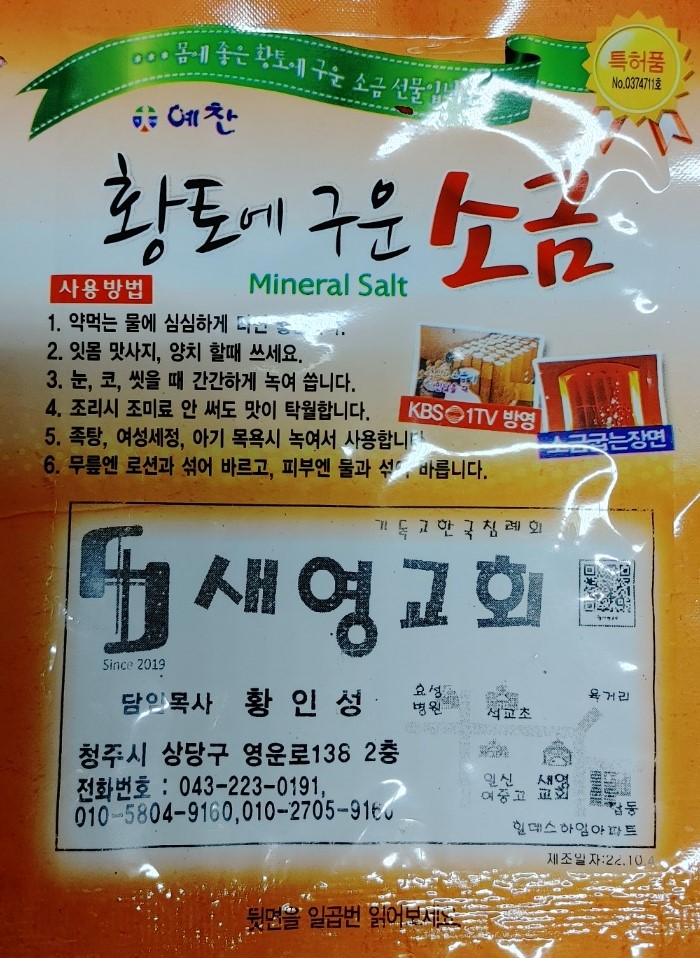 몸에 좋은 황토에 구운 소금 선물입니
특허품
No.0374711호
예찬
황토에 구운 소금
Mineral Salt
사용방법
1. 약먹는 물에 심심하게
2. 잇몸 맛사지, 양치 할때 쓰세요.
3. 눈, 코, 씻을 때 간간하게 녹여 씁니다.
4. 조리시 조미료 안 써도 맛이 탁월합니다.
5. 족탕, 여성세정, 아기 목욕시 녹여서 사용합니다
6. 무릎엔 로션과 섞어 바르고, 피부엔 물과 섞어 바릅니다.
KBS 1TV 방영
소금굽는장면
기독교한국침례회
새영교회
Since 2019
담임목사 황인성
청주시 상당구 영운로138 2층
전화번호 : 043-223-0191,
010-5804-9160,010-2705-9160
효성
병원
석교초
육거리
일신
여중고
새영
교회
힐데스하임아파트
제조일자:22.10.4
뒷면을 일곱번 읽어보세요